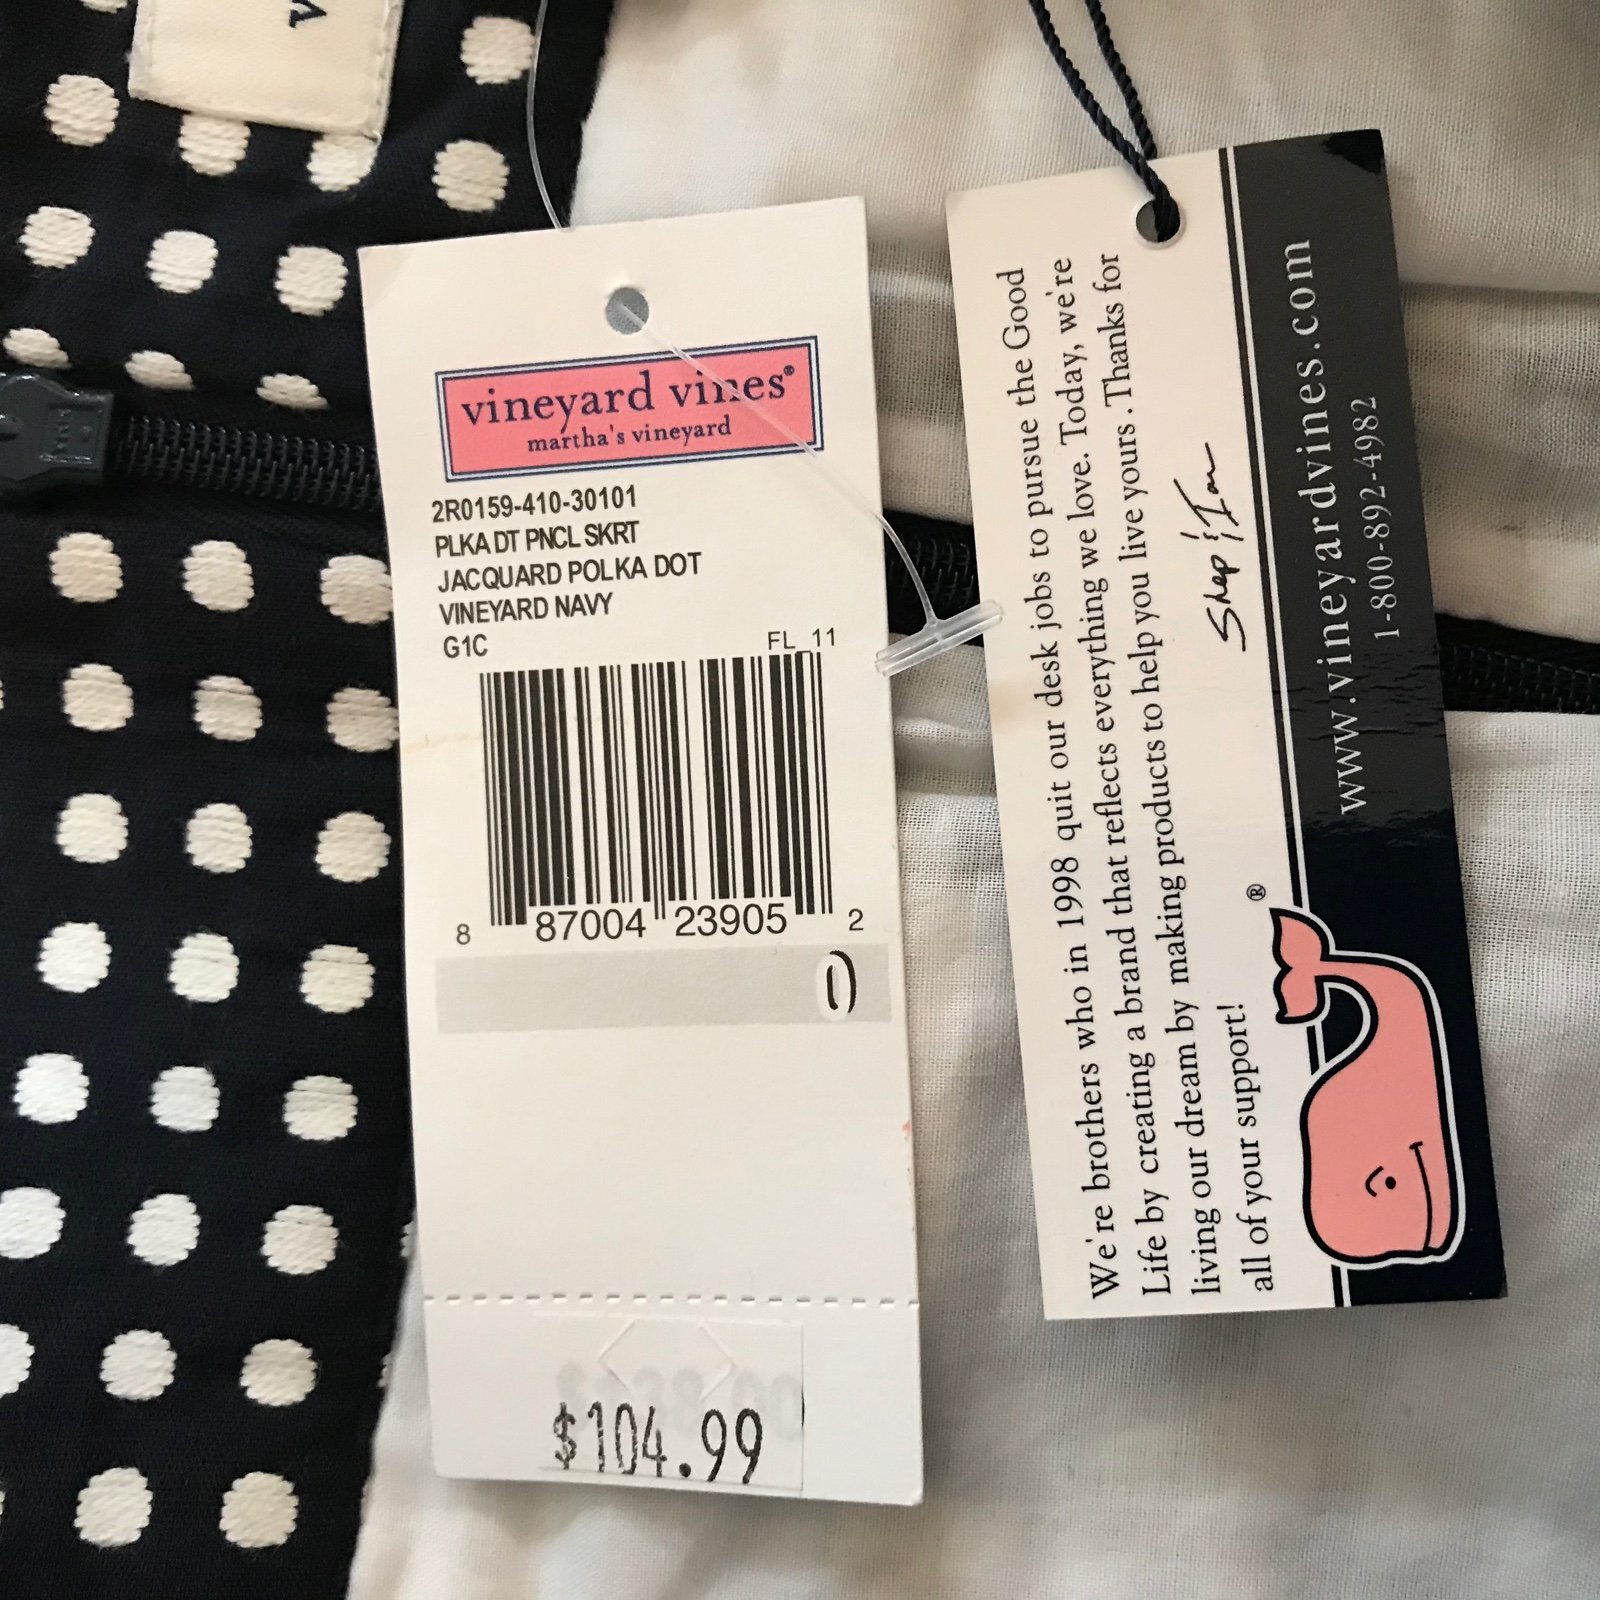 v
vineyard vines®
martha's vineyard
2R0159-410-30101
PLKA DT PNCL SKRT
JACQUARD POLKA DOT
VINEYARD NAVY
G1C
FL_11
8 87004 23905 2
$104.99
We're brothers who in 1998 quit our desk jobs to pursue the Good
Life by creating a brand that reflects everything we love. Today, we're
living our dream by making products to help you live yours. Thanks for
all of your support!
Shep & Ian
®
www.vineyardvines.com
1-800-892-4982